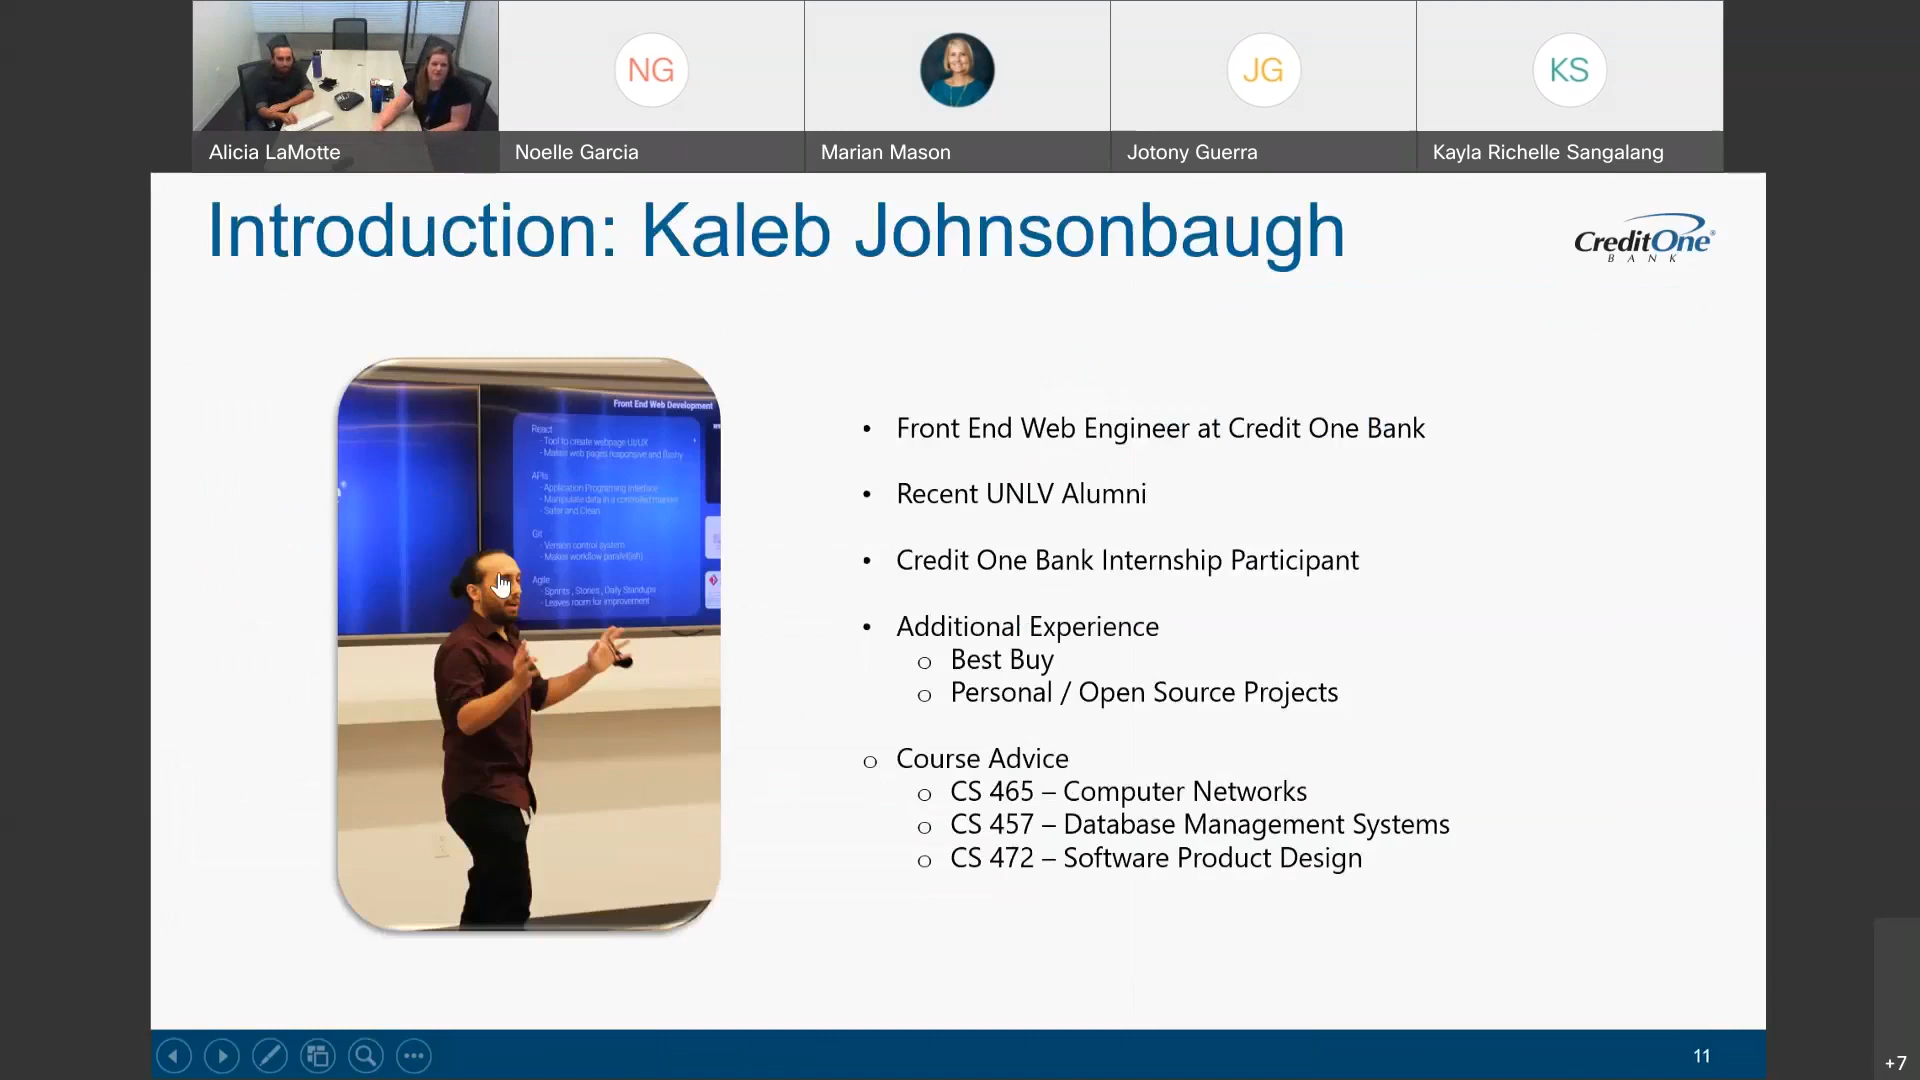 NG
JG
KS
Alicia LaMotte
Noelle Garcia
Marian Mason
Jotony Guerra
Kayla Richelle Sangalang
Introduction: Kaleb Johnsonbaugh
CreditOne®
BANK
Front End Web Development
React
- Tool to create webpage UI/UX
- Makes web pages responsive and flashy
APIs
- Application Programing Interface
- Manipulate data in a controlled manner
- Safer and Clean
Git
- Version control system
- Makes workflow parallel(ish)
Agile
- Sprints, Stories, Daily Standups
- Leaves room for improvement
• Front End Web Engineer at Credit One Bank
• Recent UNLV Alumni
• Credit One Bank Internship Participant
• Additional Experience
o Best Buy
o Personal / Open Source Projects
o Course Advice
o CS 465 – Computer Networks
o CS 457 – Database Management Systems
o CS 472 – Software Product Design
11
+7